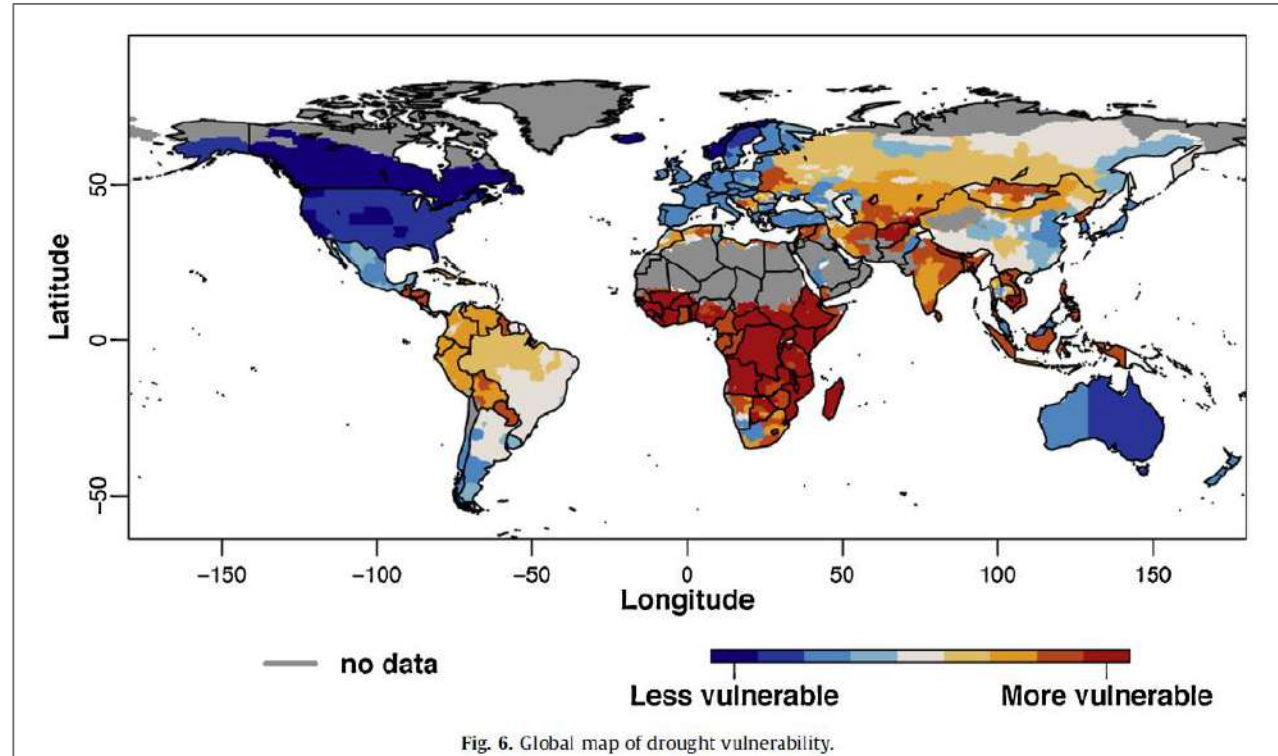 Latitude
50
0
−50
−150
−100
−50
0
50
100
150
Longitude
no data
Less vulnerable
More vulnerable
Fig. 6. Global map of drought vulnerability.